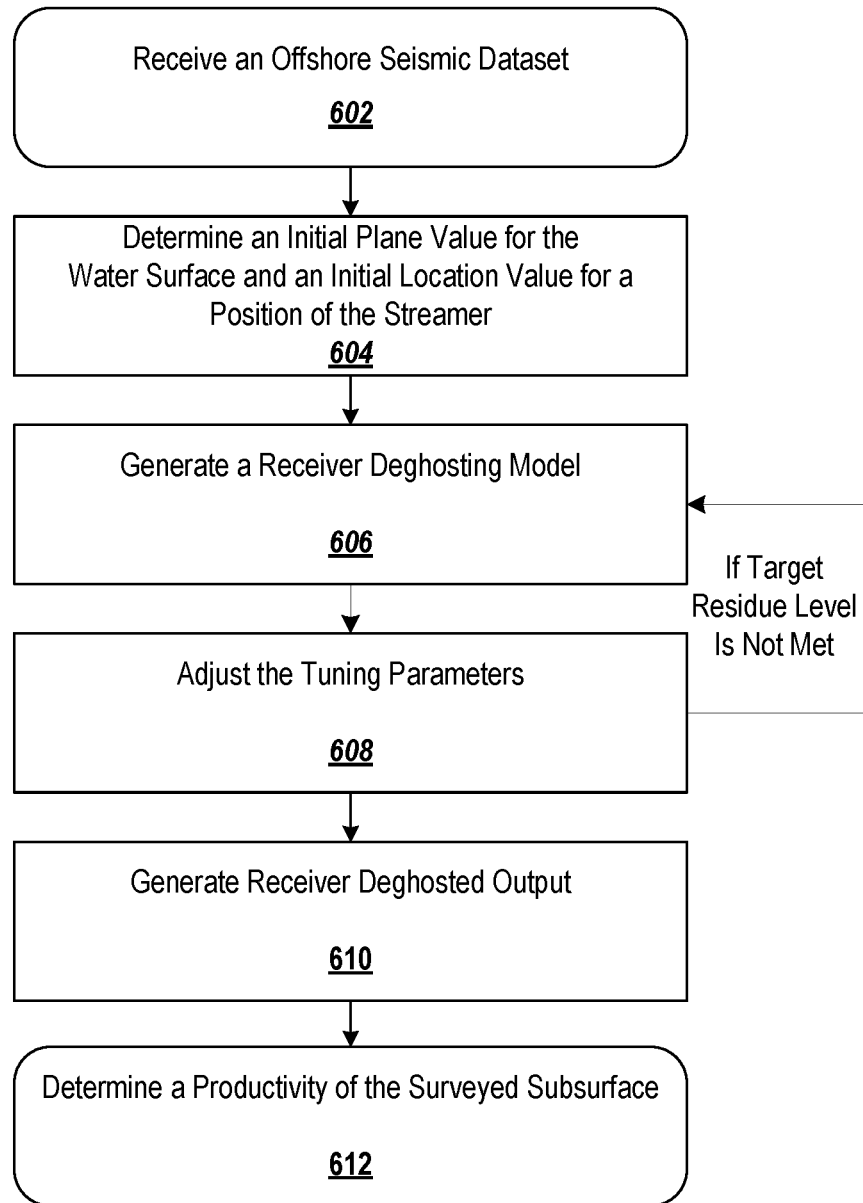 Receive an Offshore Seismic Dataset
602
Determine an Initial Plane Value for the
Water Surface and an Initial Location Value for a
Position of the Streamer
604
Generate a Receiver Deghosting Model
606
If Target
Residue Level
Is Not Met
Adjust the Tuning Parameters
608
Generate Receiver Deghosted Output
610
Determine a Productivity of the Surveyed Subsurface
612